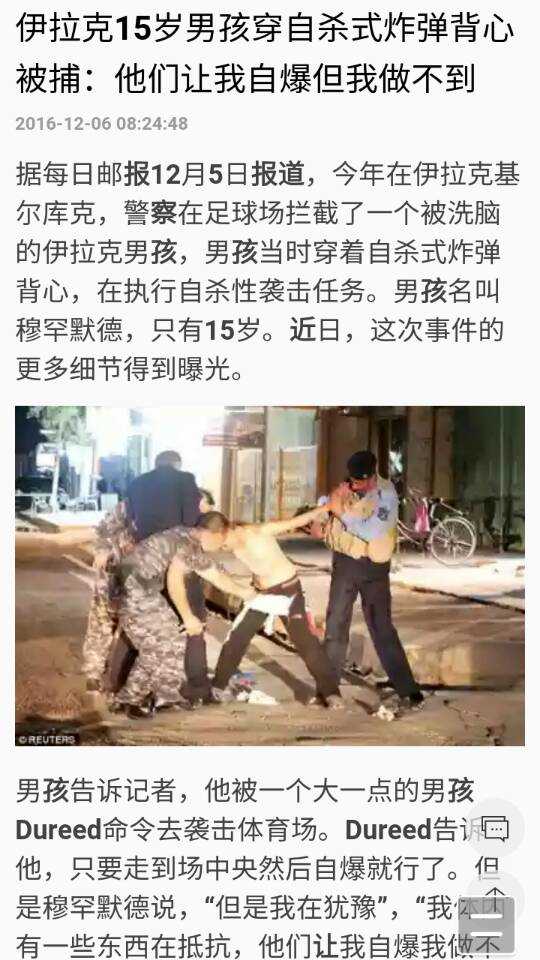 伊拉克15岁男孩穿自杀式炸弹背心
被捕：他们让我自爆但我做不到
2016-12-06 08:24:48
据每日邮报12月5日报道，今年在伊拉克基
尔库克，警察在足球场拦截了一个被洗脑
的伊拉克男孩，男孩当时穿着自杀式炸弹
背心，在执行自杀性袭击任务。男孩名叫
穆罕默德，只有15岁。近日，这次事件的
更多细节得到曝光。
© REUTERS
男孩告诉记者，他被一个大一点的男孩
Dureed命令去袭击体育场。Dureed告诉
他，只要走到场中央然后自爆就行了。但
是穆罕默德说，“但是我在犹豫”，“我体
有一些东西在抵抗，他们让我自爆我做不